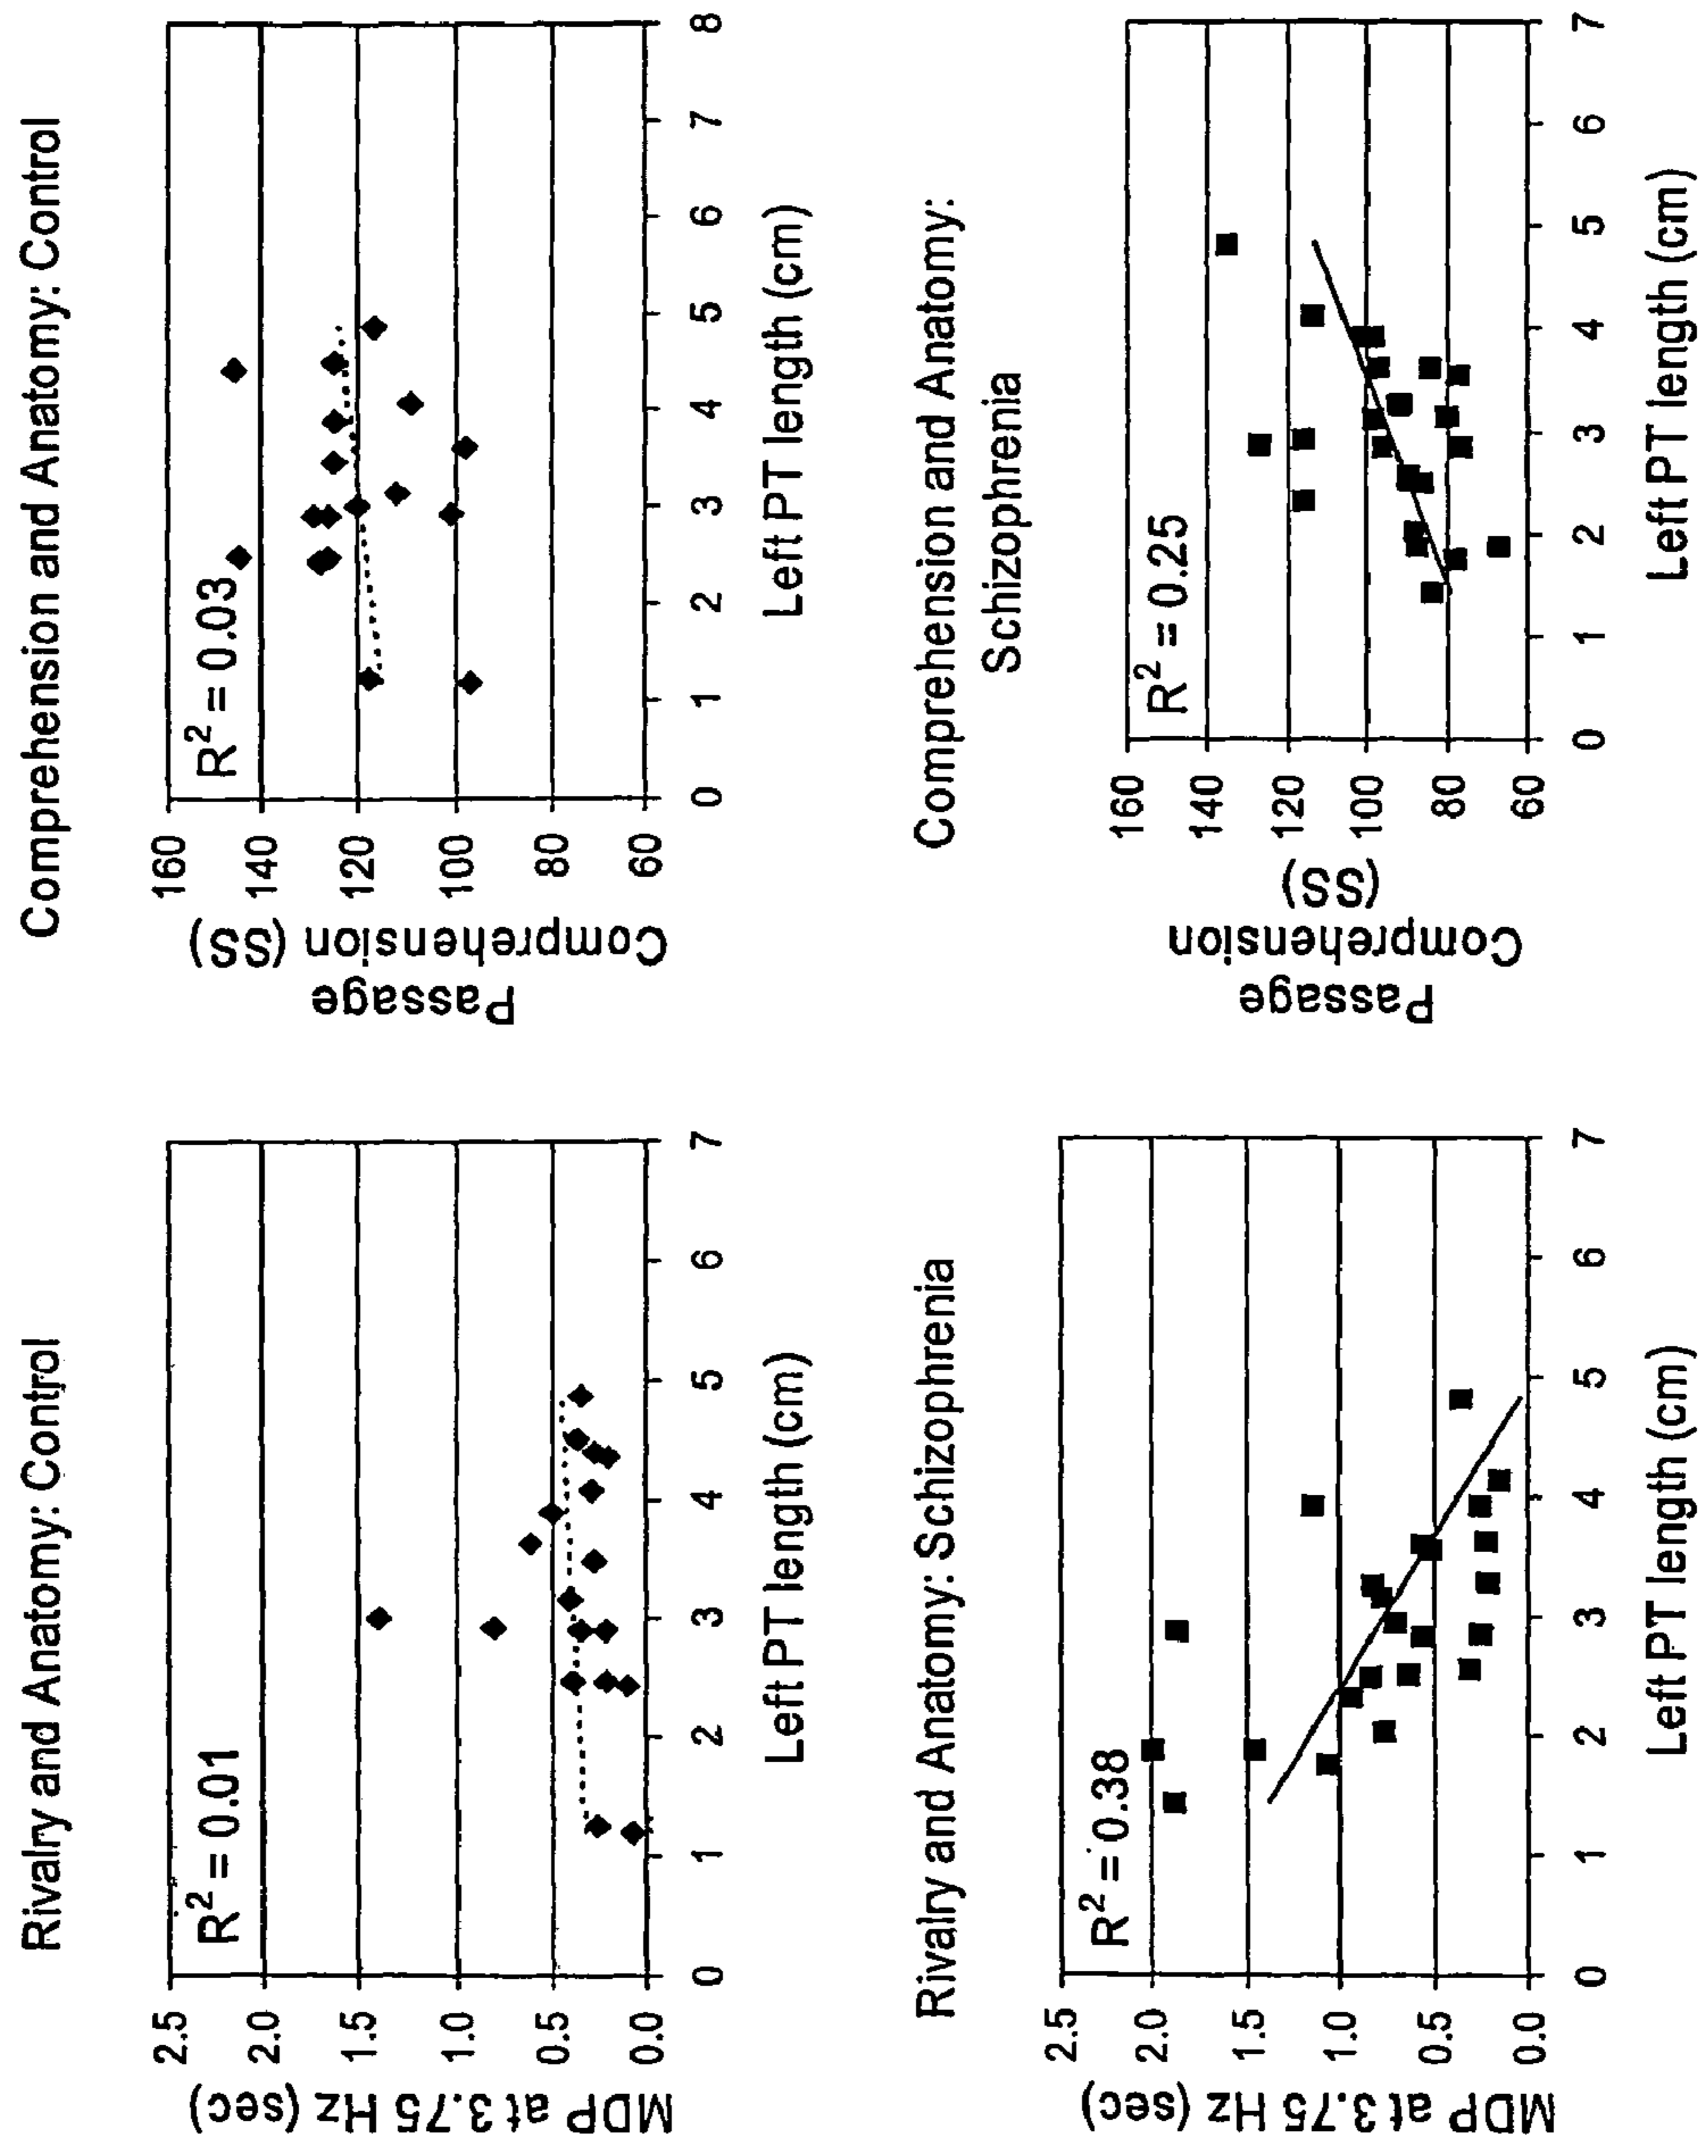 Rivalry and Anatomy: Control
R² = 0.01
2.5
2.0
1.5
1.0
0.5
0.0
MDP at 3.75 Hz (sec)
0 1 2 3 4 5 6 7
Left PT length (cm)
Comprehension and Anatomy: Control
R² = 0.03
160
140
120
100
80
60
Passage
Comprehension (SS)
0 1 2 3 4 5 6 7 8
Left PT length (cm)
Rivalry and Anatomy: Schizophrenia
R² = 0.38
2.5
2.0
1.5
1.0
0.5
0.0
MDP at 3.75 Hz (sec)
0 1 2 3 4 5 6 7
Left PT length (cm)
Comprehension and Anatomy:
Schizophrenia
R² = 0.25
160
140
120
100
80
60
Passage
Comprehension
(SS)
0 1 2 3 4 5 6 7
Left PT length (cm)